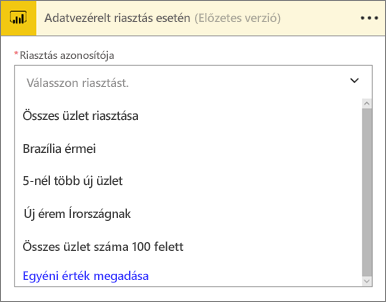 Adatvezérelt riasztás esetén (Előzetes verzió)
*Riasztás azonosítója
Válasszon riasztást.
Összes üzlet riasztása
Brazília érmei
5-nél több új üzlet
Új érem Írországnak
Összes üzlet száma 100 felett
Egyéni érték megadása